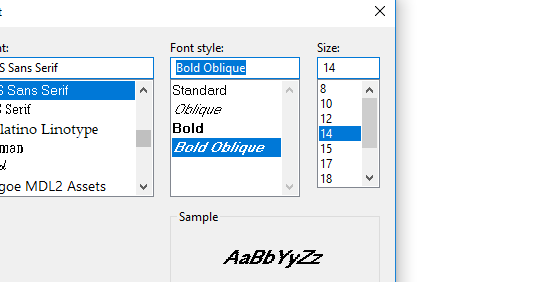 t
t: Font style: Size:
S Sans Serif Bold Oblique 14
S Sans Serif
S Serif
latino Linotype
man
d
goe MDL2 Assets
Standard
Oblique
Bold
Bold Oblique
8
10
12
14
15
17
18
Sample
AaBbYyZz